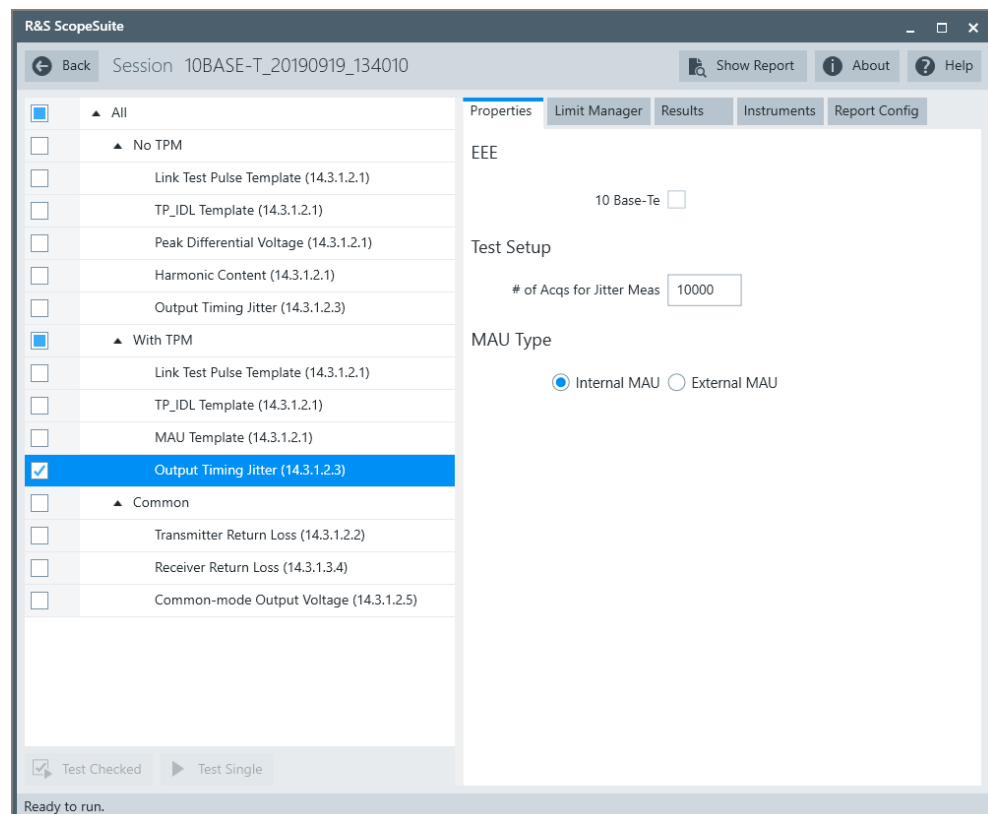 R&S ScopeSuite
Back Session 10BASE-T_20190919_134010 Show Report About Help
All
No TPM
Link Test Pulse Template (14.3.1.2.1)
TP_IDL Template (14.3.1.2.1)
Peak Differential Voltage (14.3.1.2.1)
Harmonic Content (14.3.1.2.1)
Output Timing Jitter (14.3.1.2.3)
With TPM
Link Test Pulse Template (14.3.1.2.1)
TP_IDL Template (14.3.1.2.1)
MAU Template (14.3.1.2.1)
Output Timing Jitter (14.3.1.2.3)
Common
Transmitter Return Loss (14.3.1.2.2)
Receiver Return Loss (14.3.1.3.4)
Common-mode Output Voltage (14.3.1.2.5)
Test Checked Test Single
Properties Limit Manager Results Instruments Report Config
EEE
10 Base-Te
Test Setup
# of Acqs for Jitter Meas 10000
MAU Type
Internal MAU External MAU
Ready to run.